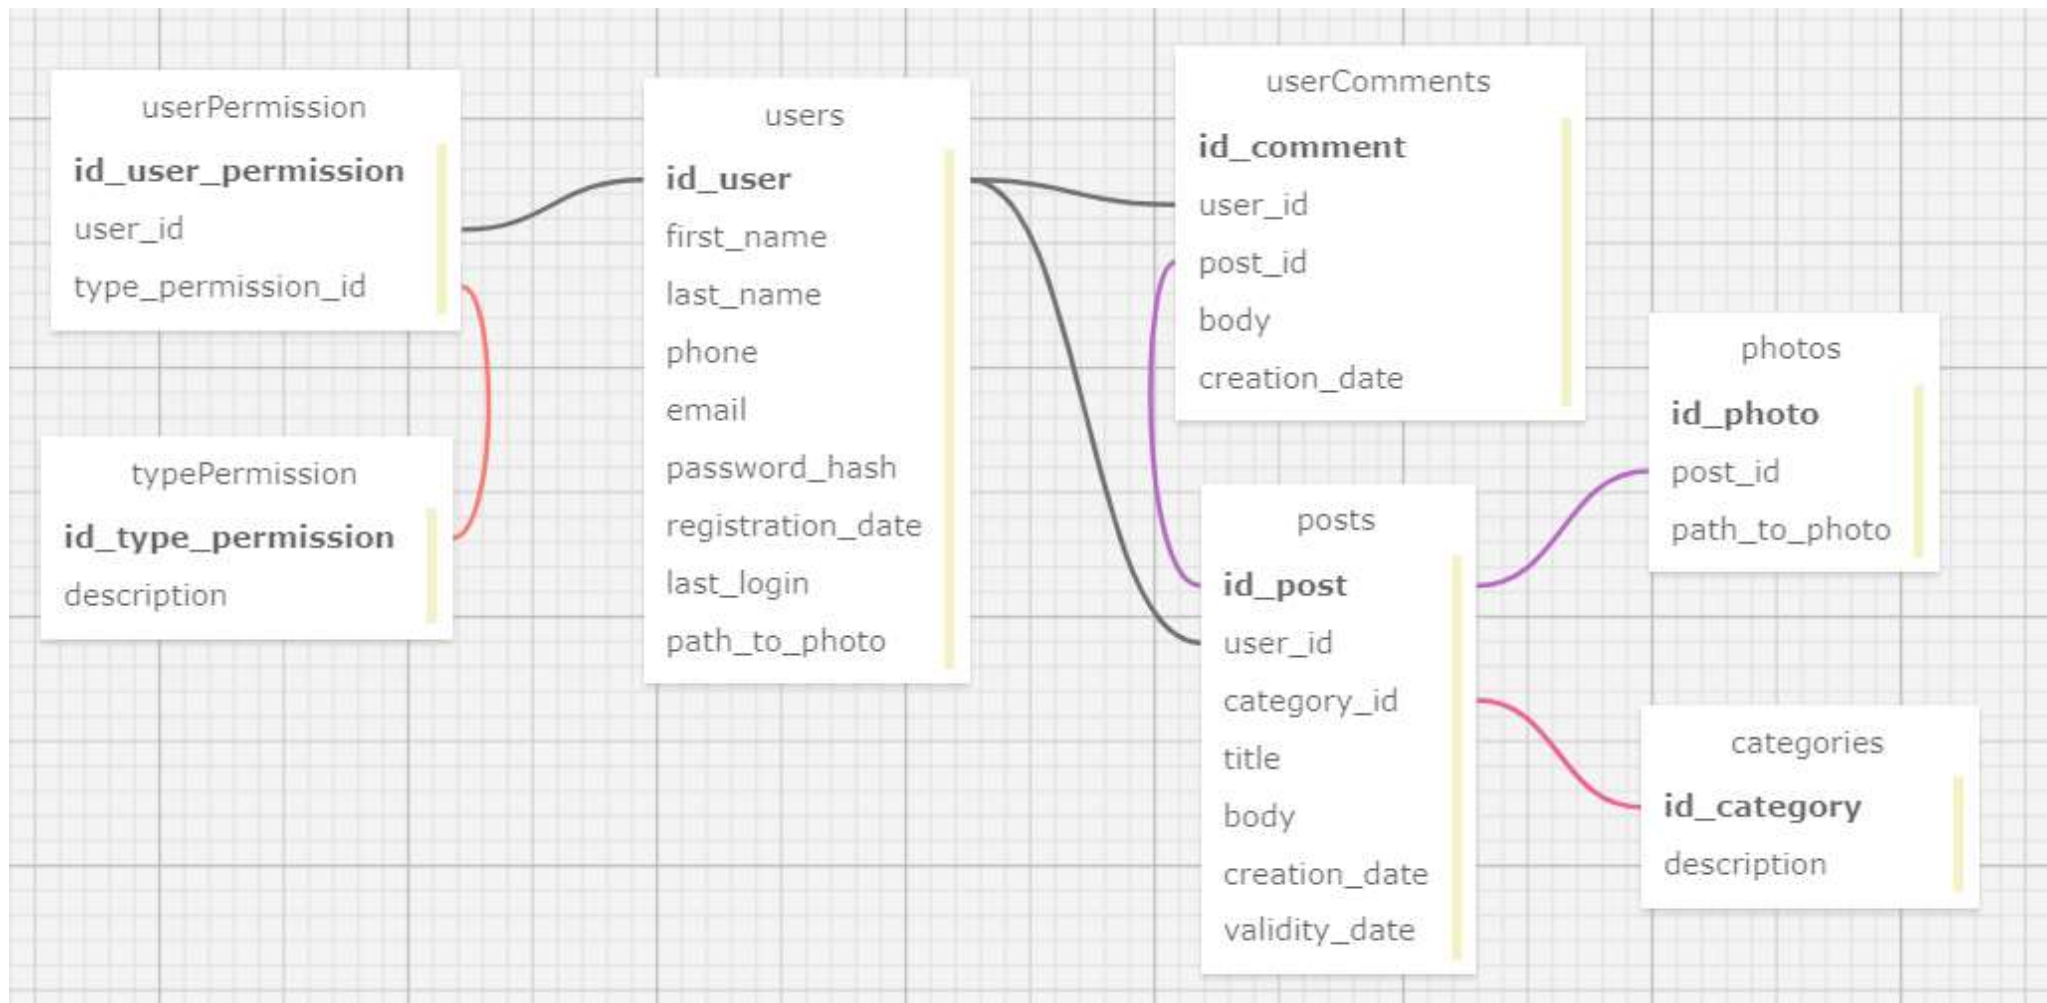 userPermission
id_user_permission
user_id
type_permission_id
typePermission
id_type_permission
description
users
id_user
first_name
last_name
phone
email
password_hash
registration_date
last_login
path_to_photo
userComments
id_comment
user_id
post_id
body
creation_date
posts
id_post
user_id
category_id
title
body
creation_date
validity_date
photos
id_photo
post_id
path_to_photo
categories
id_category
description